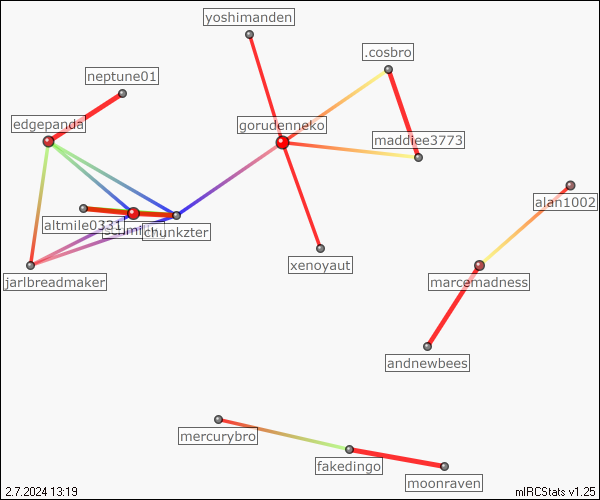 yoshimanden
.cosbro
neptune01
edgepanda
gorudenneko
maddiee3773
alan1002
altmile0331
chunkzter
xenoyaut
jarlbreadmaker
marcemadness
andnewbees
mercurybro
fakedingo
moonraven
2.7.2024 13:19
mIRCStats v1.25